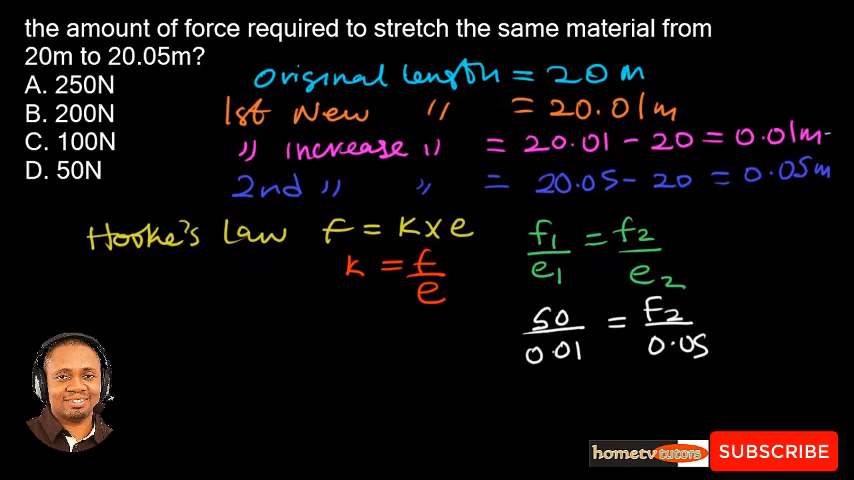 the amount of force required to stretch the same material from
20m to 20.05m?
A. 250N
B. 200N
C. 100N
D. 50N
Original length = 20m
1st New " = 20.01m
" increase " = 20.01 - 20 = 0.01m
2nd " " = 20.05 - 20 = 0.05m
Hooke's Law F = K x e
K = f/e
f1/e1 = f2/e2
50/0.01 = F2/0.05
hometvtutors
SUBSCRIBE